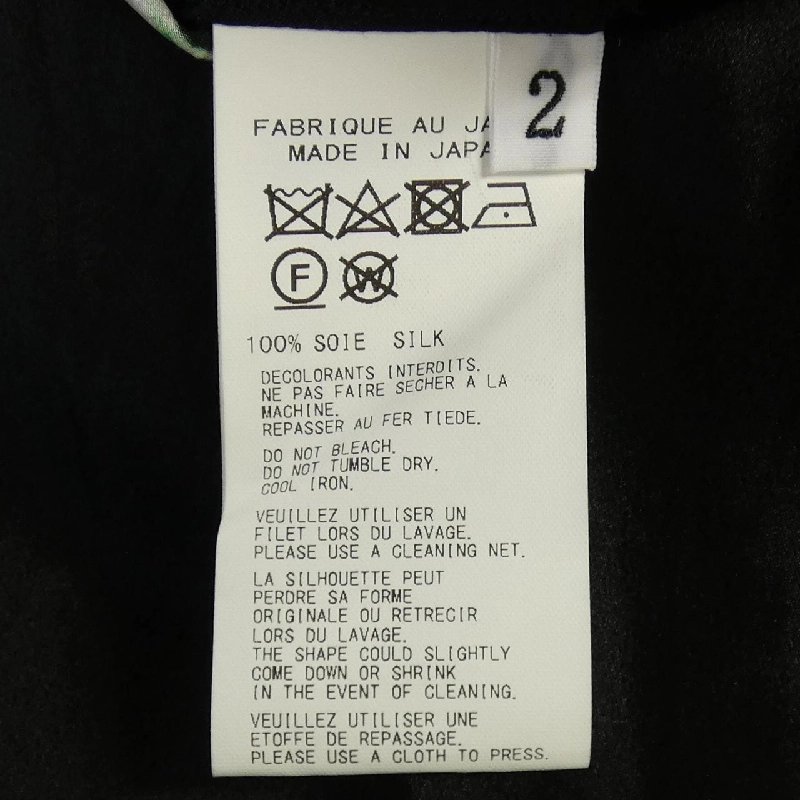 2
FABRIQUE AU
MADE IN
F
W
100% SOIE SILK
DECOLORANTS INTERDITS.
NE PAS FAIRE SECHER A LA
MACHINE.
REPASSER AU FER TIEDE.
DO NOT BLEACH.
DO NOT TUMBLE DRY.
COOL IRON.
VEUILLEZ UTILISER UN
FILET LORS DU LAVAGE.
PLEASE USE A CLEANING NET.
LA SILHOUETTE PEUT
PERDRE SA FORME
ORIGINALE OU RETRECIR
LORS DU LAVAGE.
THE SHAPE COULD SLIGHTLY
COME DOWN OR SHRINK
IN THE EVENT OF CLEANING.
VEUILLEZ UTILISER UNE
ETOFFE DE REPASSAGE.
PLEASE USE A CLOTH TO PRESS.